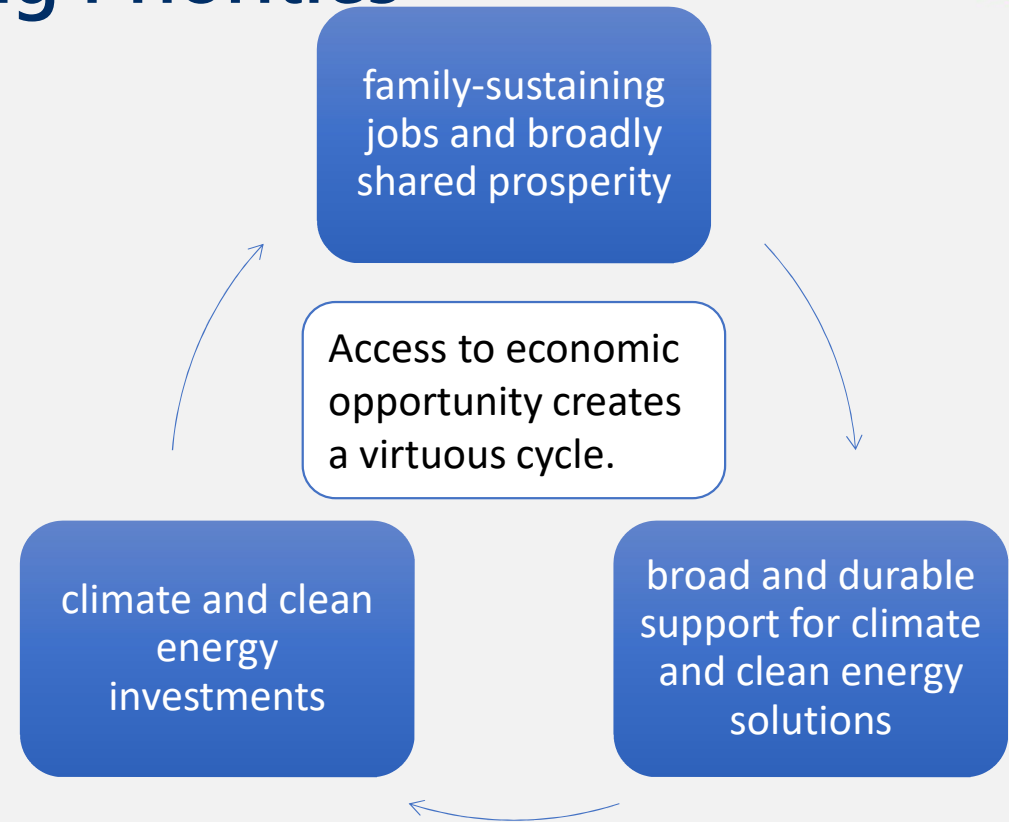 Priorities
family-sustaining
jobs and broadly
shared prosperity
Access to economic
opportunity creates
a virtuous cycle.
climate and clean
energy
investments
broad and durable
support for climate
and clean energy
solutions